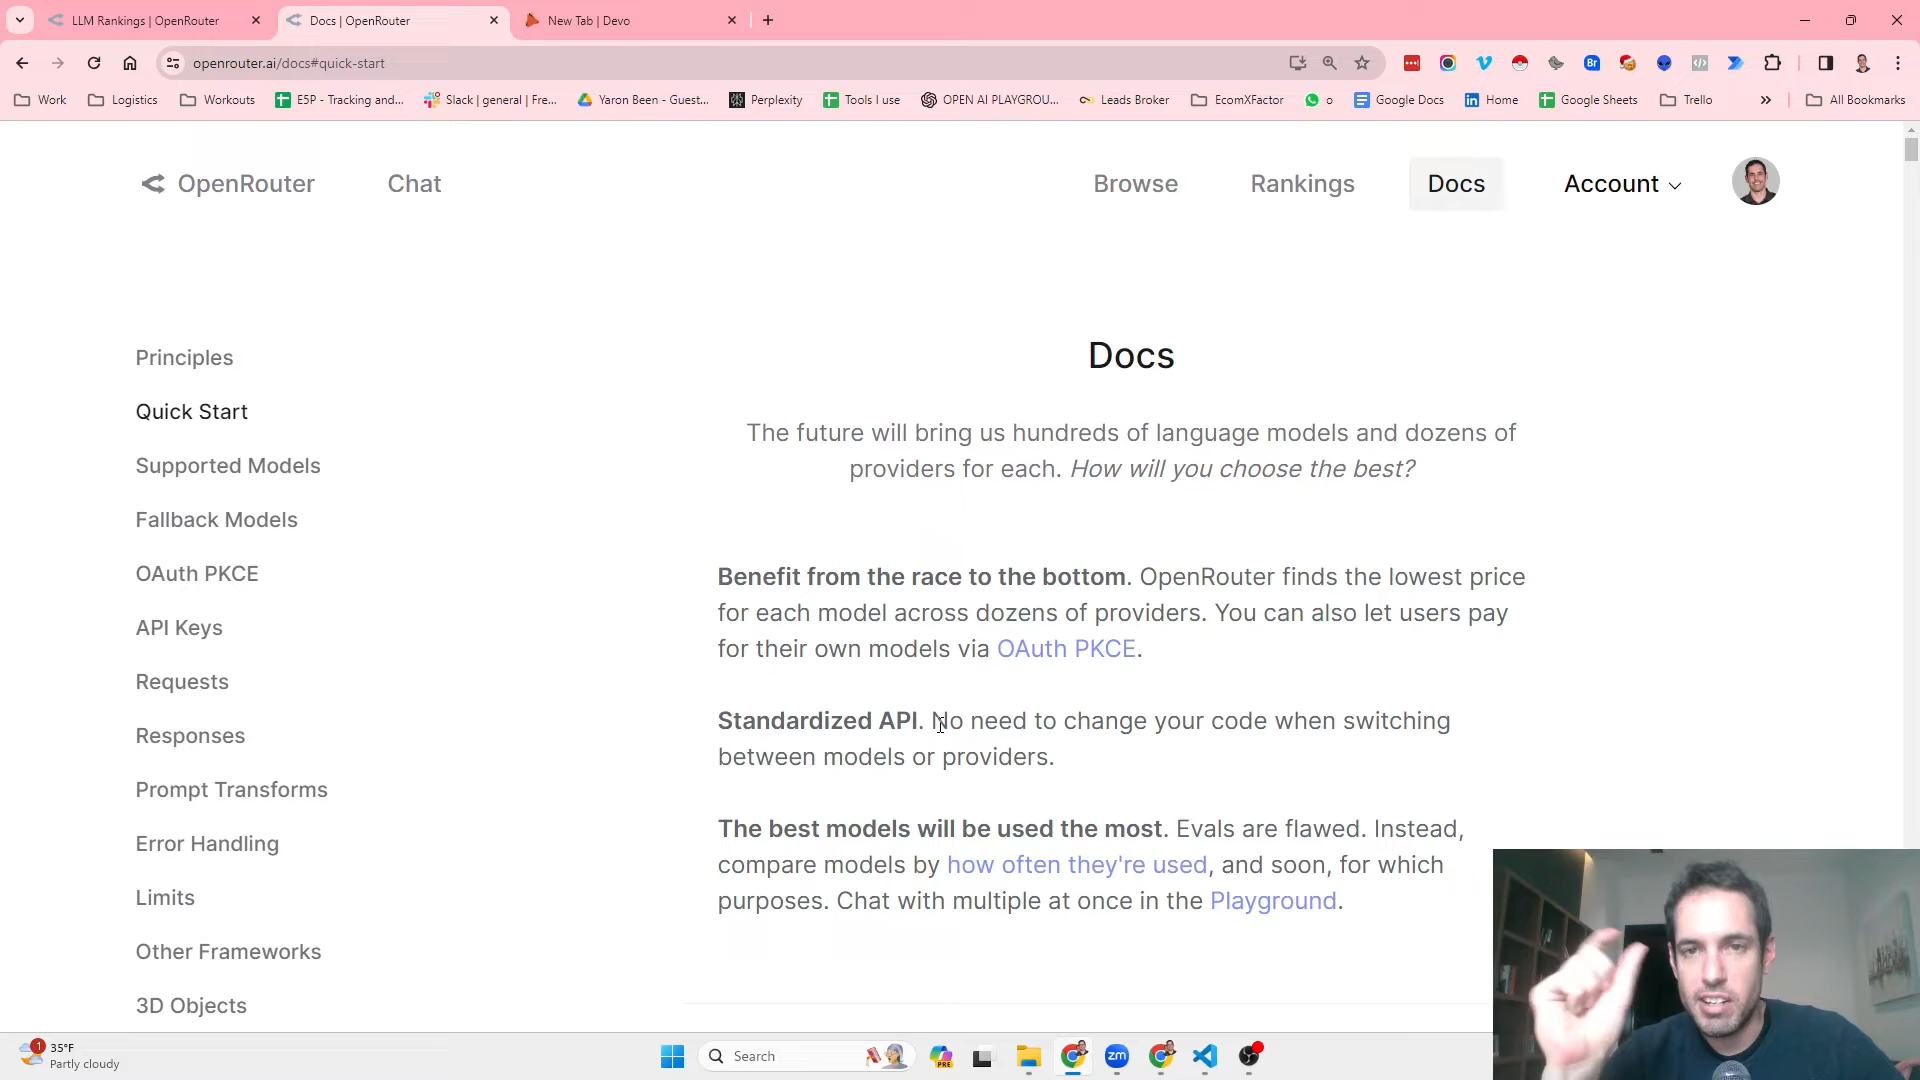 LLM Rankings | OpenRouter
Docs | OpenRouter
New Tab | Devo
openrouter.ai/docs#quick-start
Work
Logistics
Workouts
E5P - Tracking and...
Slack | general | Fre...
Yaron Been - Guest...
Perplexity
Tools I use
OPEN AI PLAYGROU...
Leads Broker
EcomXFactor
o
Google Docs
Home
Google Sheets
Trello
All Bookmarks
OpenRouter
Chat
Browse
Rankings
Docs
Account
Principles
Quick Start
Supported Models
Fallback Models
OAuth PKCE
API Keys
Requests
Responses
Prompt Transforms
Error Handling
Limits
Other Frameworks
3D Objects
Docs
The future will bring us hundreds of language models and dozens of
providers for each. How will you choose the best?
Benefit from the race to the bottom. OpenRouter finds the lowest price
for each model across dozens of providers. You can also let users pay
for their own models via OAuth PKCE.
Standardized API. No need to change your code when switching
between models or providers.
The best models will be used the most. Evals are flawed. Instead,
compare models by how often they're used, and soon, for which
purposes. Chat with multiple at once in the Playground.
1
35°F
Partly cloudy
Search
PRE
zm
Br